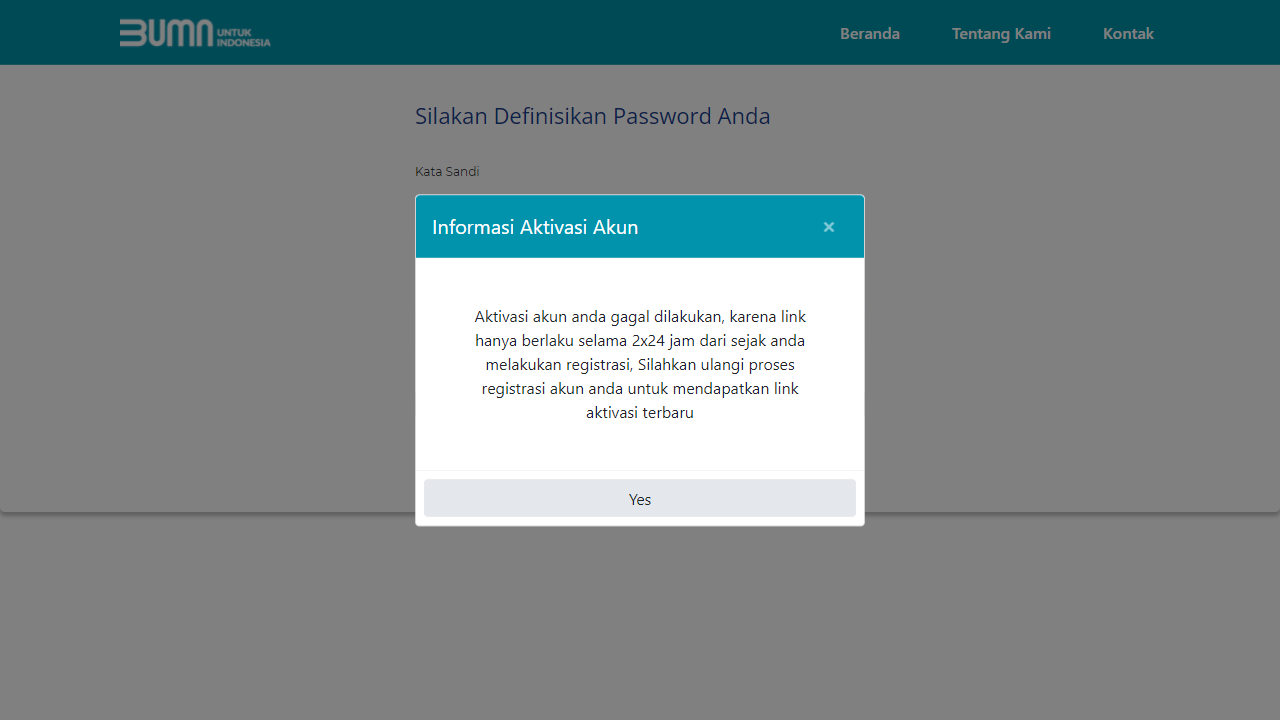 BUMN UNTUK
INDONESIA
Beranda Tentang Kami Kontak
Silakan Definisikan Password Anda
Kata Sandi
Informasi Aktivasi Akun ×
Aktivasi akun anda gagal dilakukan, karena link
hanya berlaku selama 2x24 jam dari sejak anda
melakukan registrasi, Silahkan ulangi proses
registrasi akun anda untuk mendapatkan link
aktivasi terbaru
Yes